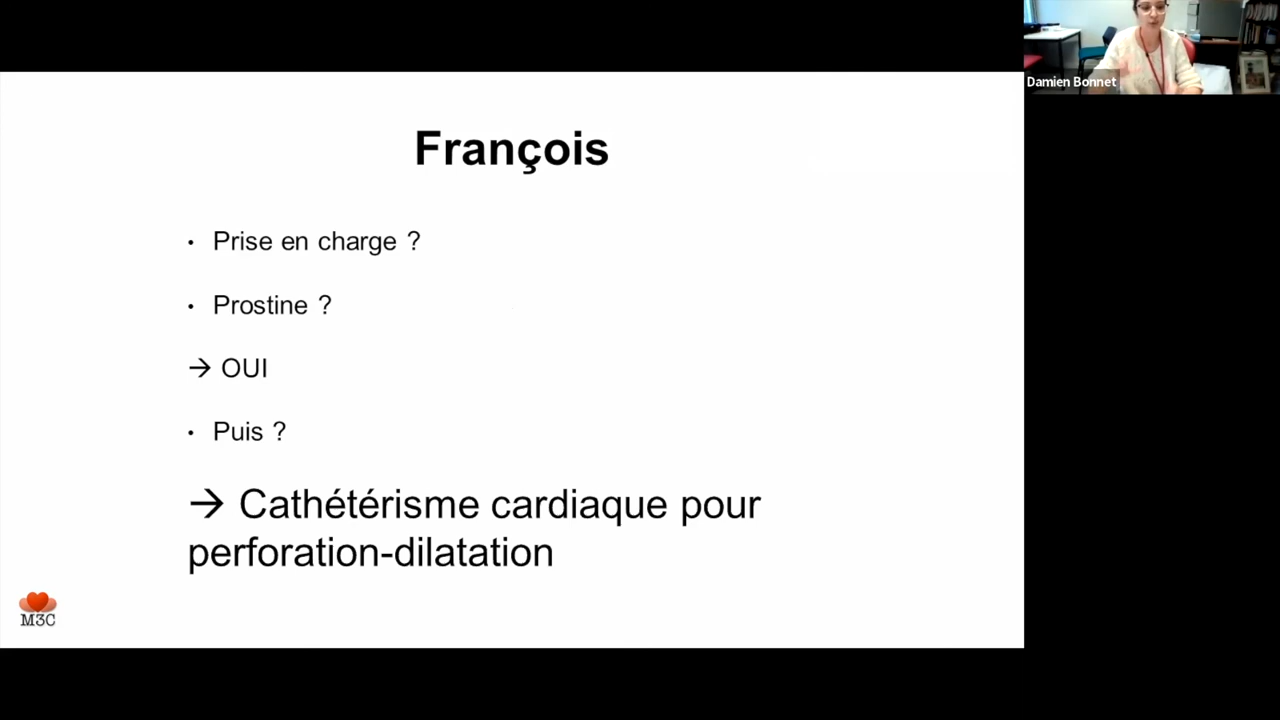 François
• Prise en charge ?
• Prostine ?
→ OUI
• Puis ?
→ Cathétérisme cardiaque pour
perforation-dilatation
M3C
Damien Bonnet